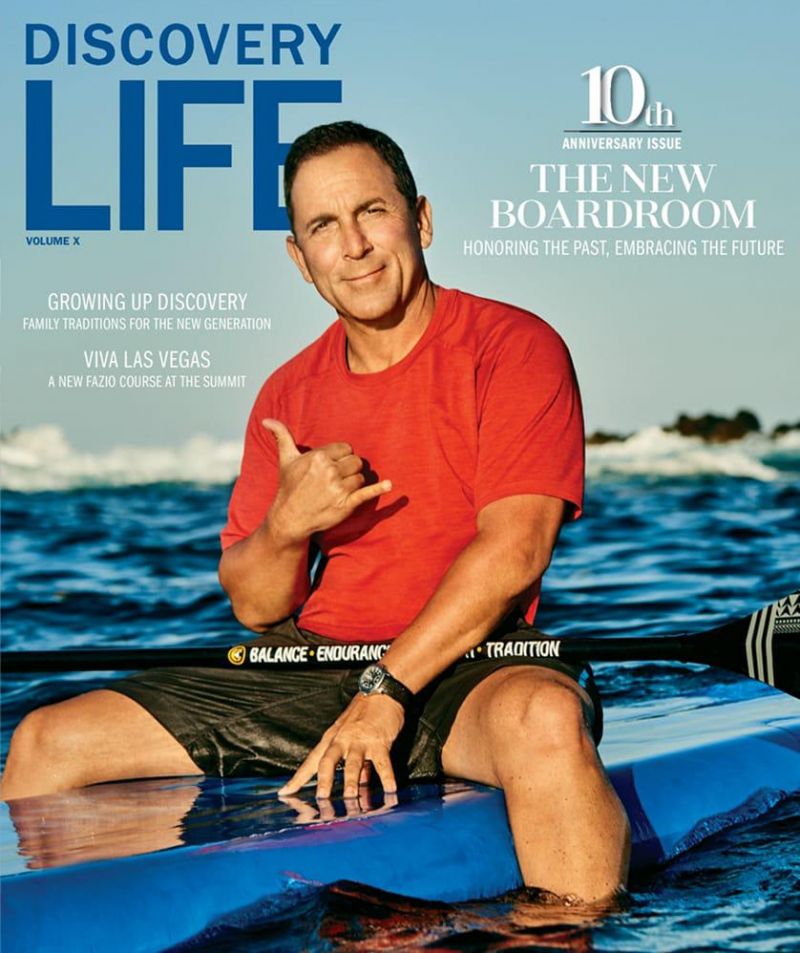 DISCOVERY
LIFE
VOLUME X
10th
ANNIVERSARY ISSUE
THE NEW
BOARDROOM
HONORING THE PAST, EMBRACING THE FUTURE
GROWING UP DISCOVERY
FAMILY TRADITIONS FOR THE NEW GENERATION
VIVA LAS VEGAS
A NEW FAZIO COURSE AT THE SUMMIT
BALANCE • ENDURANC • TRADITION